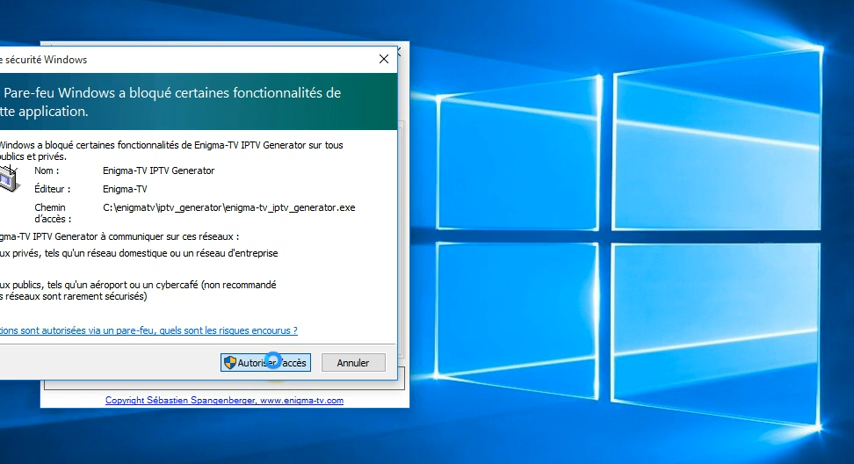 e sécurité Windows
Pare-feu Windows a bloqué certaines fonctionnalités de
tte application.
Windows a bloqué certaines fonctionnalités de Enigma-TV IPTV Generator sur tous
publics et privés.
Nom : Enigma-TV IPTV Generator
Éditeur : Enigma-TV
Chemin d'accès : C:\enigmatv\iptv_generator\enigma-tv_iptv_generator.exe
gma-TV IPTV Generator à communiquer sur ces réseaux :
ux privés, tels qu'un réseau domestique ou un réseau d'entreprise
ux publics, tels qu'un aéroport ou un cybercafé (non recommandé
s réseaux sont rarement sécurisés)
tions sont autorisées via un pare-feu, quels sont les risques encourus ?
Autoriser l'accès Annuler
Copyright Sébastien Spangenberger, www.enigma-tv.com